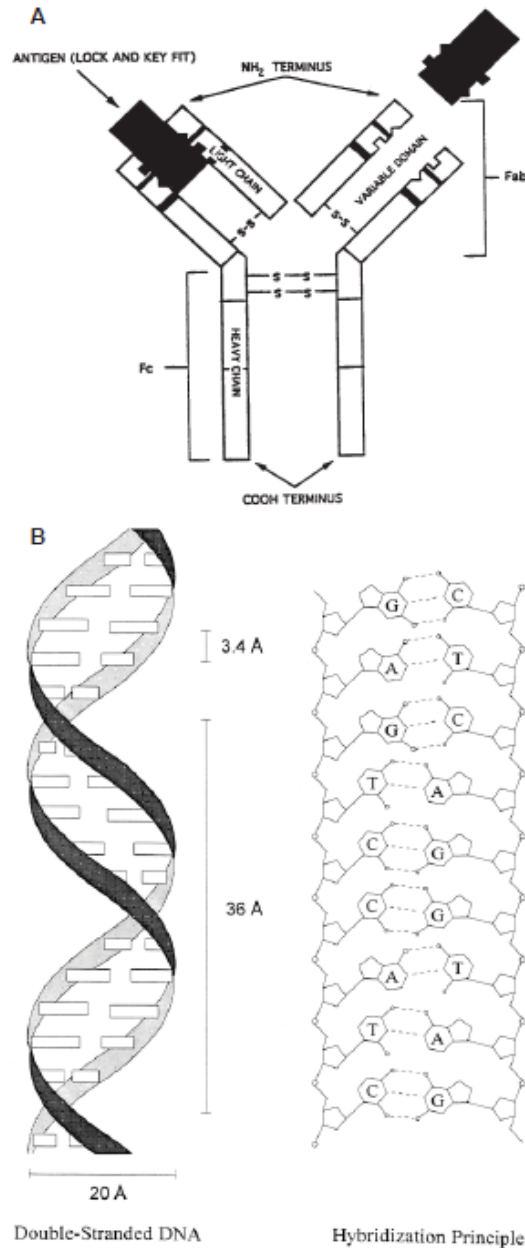 A
ANTIGEN (LOCK AND KEY FIT)
NH2 TERMINUS
LIGHT CHAIN
VARIABLE DOMAIN
Fab
S-S
S-S
S S
S S
Fc
HEAVY CHAIN
COOH TERMINUS
B
3.4 Å
36 Å
20 Å
G C
A T
G C
T A
C G
C G
A T
T A
C G
Double-Stranded DNA
Hybridization Principle